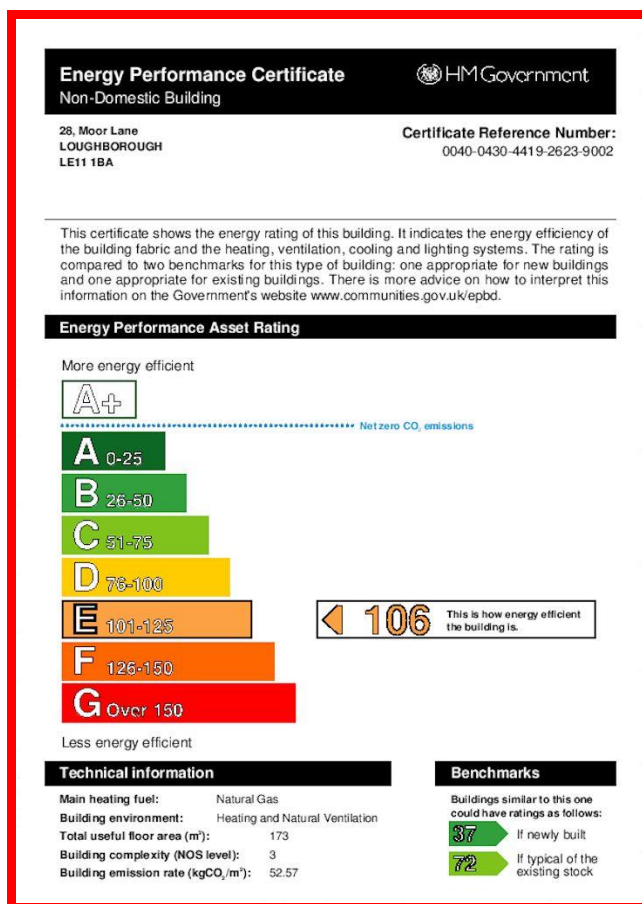 Energy Performance Certificate
HM Government
Non-Domestic Building
28, Moor Lane
LOUGHBOROUGH
LE11 1BA
Certificate Reference Number:
0040-0430-4419-2623-9002
This certificate shows the energy rating of this building. It indicates the energy efficiency of
the building fabric and the heating, ventilation, cooling and lighting systems. The rating is
compared to two benchmarks for this type of building: one appropriate for new buildings
and one appropriate for existing buildings. There is more advice on how to interpret this
information on the Government's website www.communities.gov.uk/epbd.
Energy Performance Asset Rating
More energy efficient
A+
Net zero CO₂ emissions
A 0-25
B 26-50
C 51-75
D 76-100
E 101-125
106
This is how energy efficient
the building is.
F 126-150
G Over 150
Less energy efficient
Technical information
Main heating fuel: Natural Gas
Building environment: Heating and Natural Ventilation
Total useful floor area (m²): 173
Building complexity (NOS level): 3
Building emission rate (kgCO₂/m²): 52.57
Benchmarks
Buildings similar to this one
could have ratings as follows:
37 If newly built
72 If typical of the
existing stock